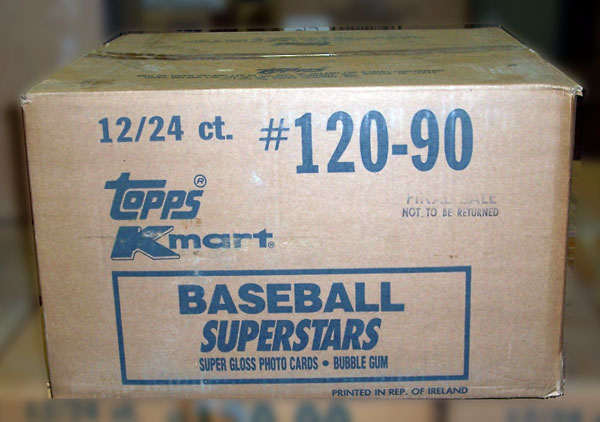 12/24 ct. #120-90
topps®
Kmart®
FINAL SALE
NOT TO BE RETURNED
BASEBALL
SUPERSTARS
SUPER GLOSS PHOTO CARDS • BUBBLE GUM
PRINTED IN REP. OF IRELAND